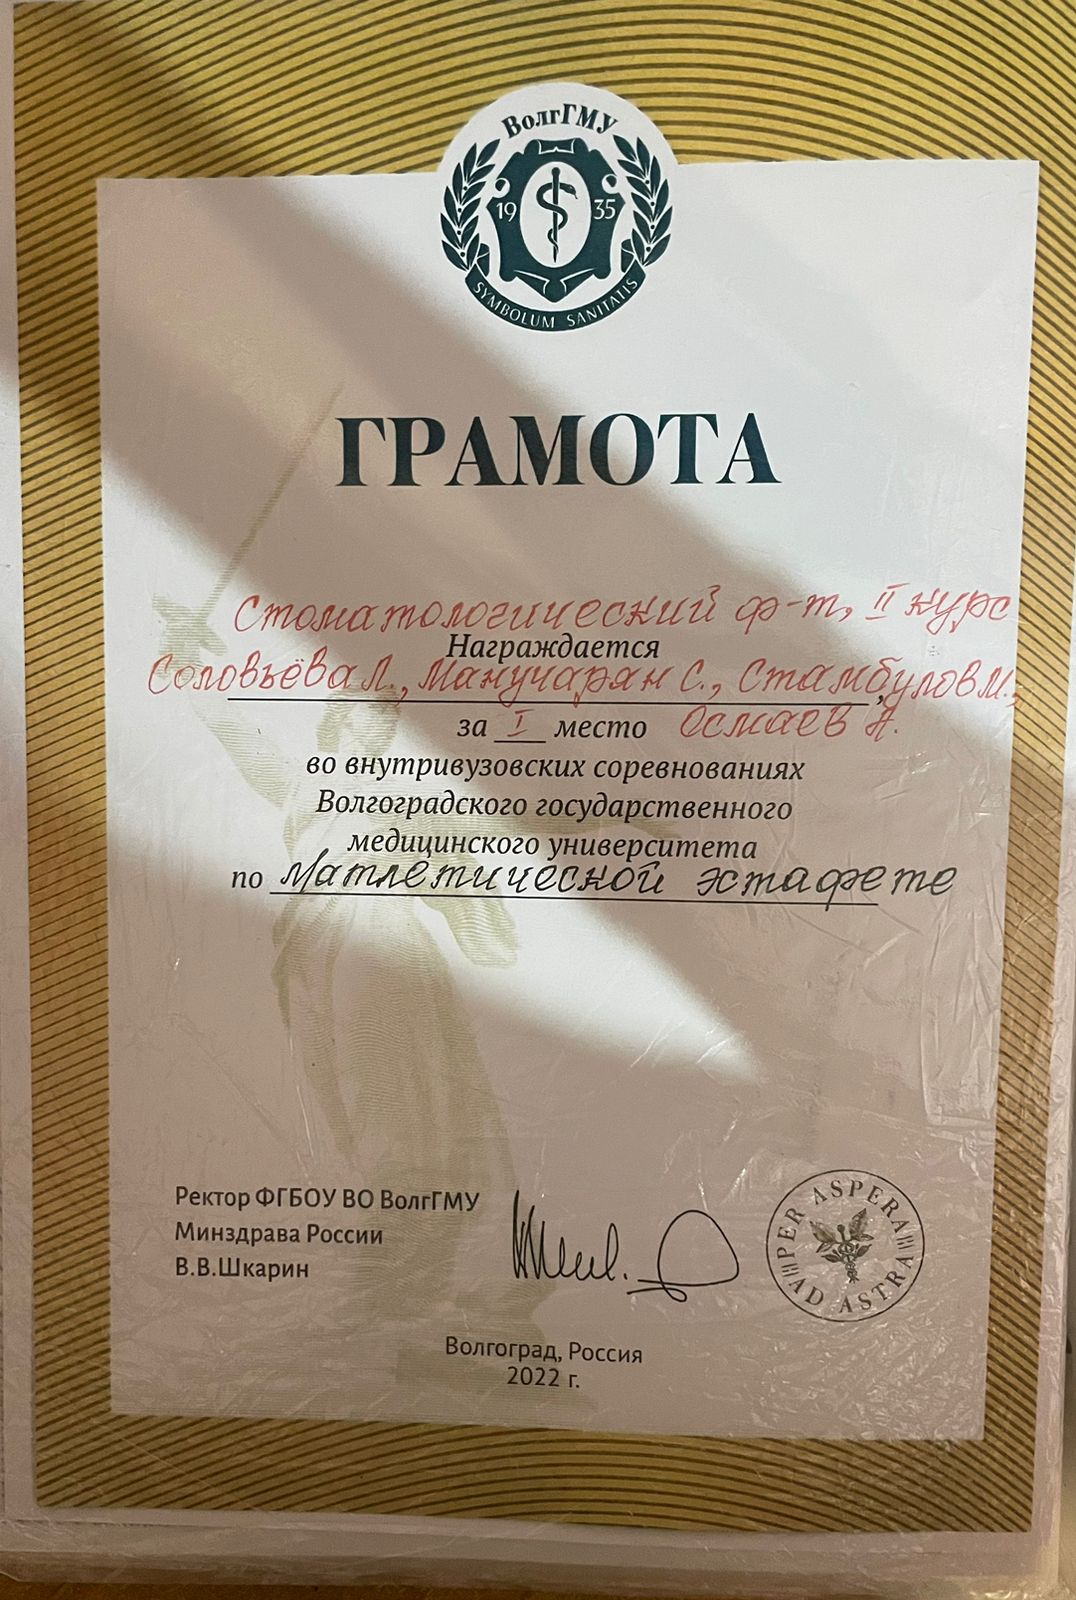 ВолгГМУ
19 35
SYMBOLUM SANITATIS
ГРАМОТА
Стоматологический ф-т, II курс
Награждается
Соловьёва Л., Манучарян С., Стамбулов М.,
за I место Осмаев А.
во внутривузовских соревнованиях
Волгоградского государственного
медицинского университета
по Матлетической эстафете
Ректор ФГБОУ ВО ВолгГМУ
Минздрава России
В.В.Шкарин
PER ASPERA
AD ASTRA
Волгоград, Россия
2022 г.